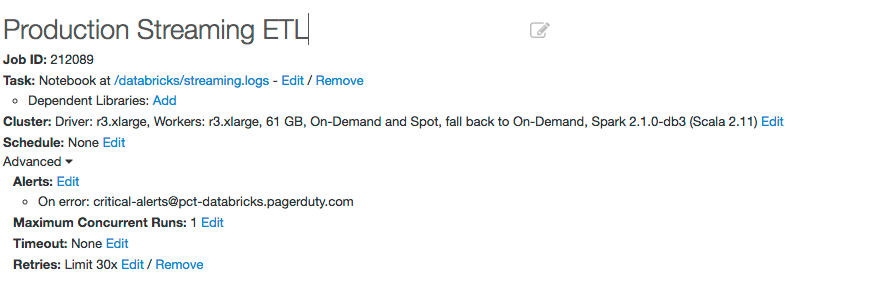 Production Streaming ETL
Job ID: 212089
Task: Notebook at /databricks/streaming.logs - Edit / Remove
Dependent Libraries: Add
Cluster: Driver: r3.xlarge, Workers: r3.xlarge, 61 GB, On-Demand and Spot, fall back to On-Demand, Spark 2.1.0-db3 (Scala 2.11) Edit
Schedule: None Edit
Advanced
Alerts: Edit
On error: critical-alerts@pct-databricks.pagerduty.com
Maximum Concurrent Runs: 1 Edit
Timeout: None Edit
Retries: Limit 30x Edit / Remove